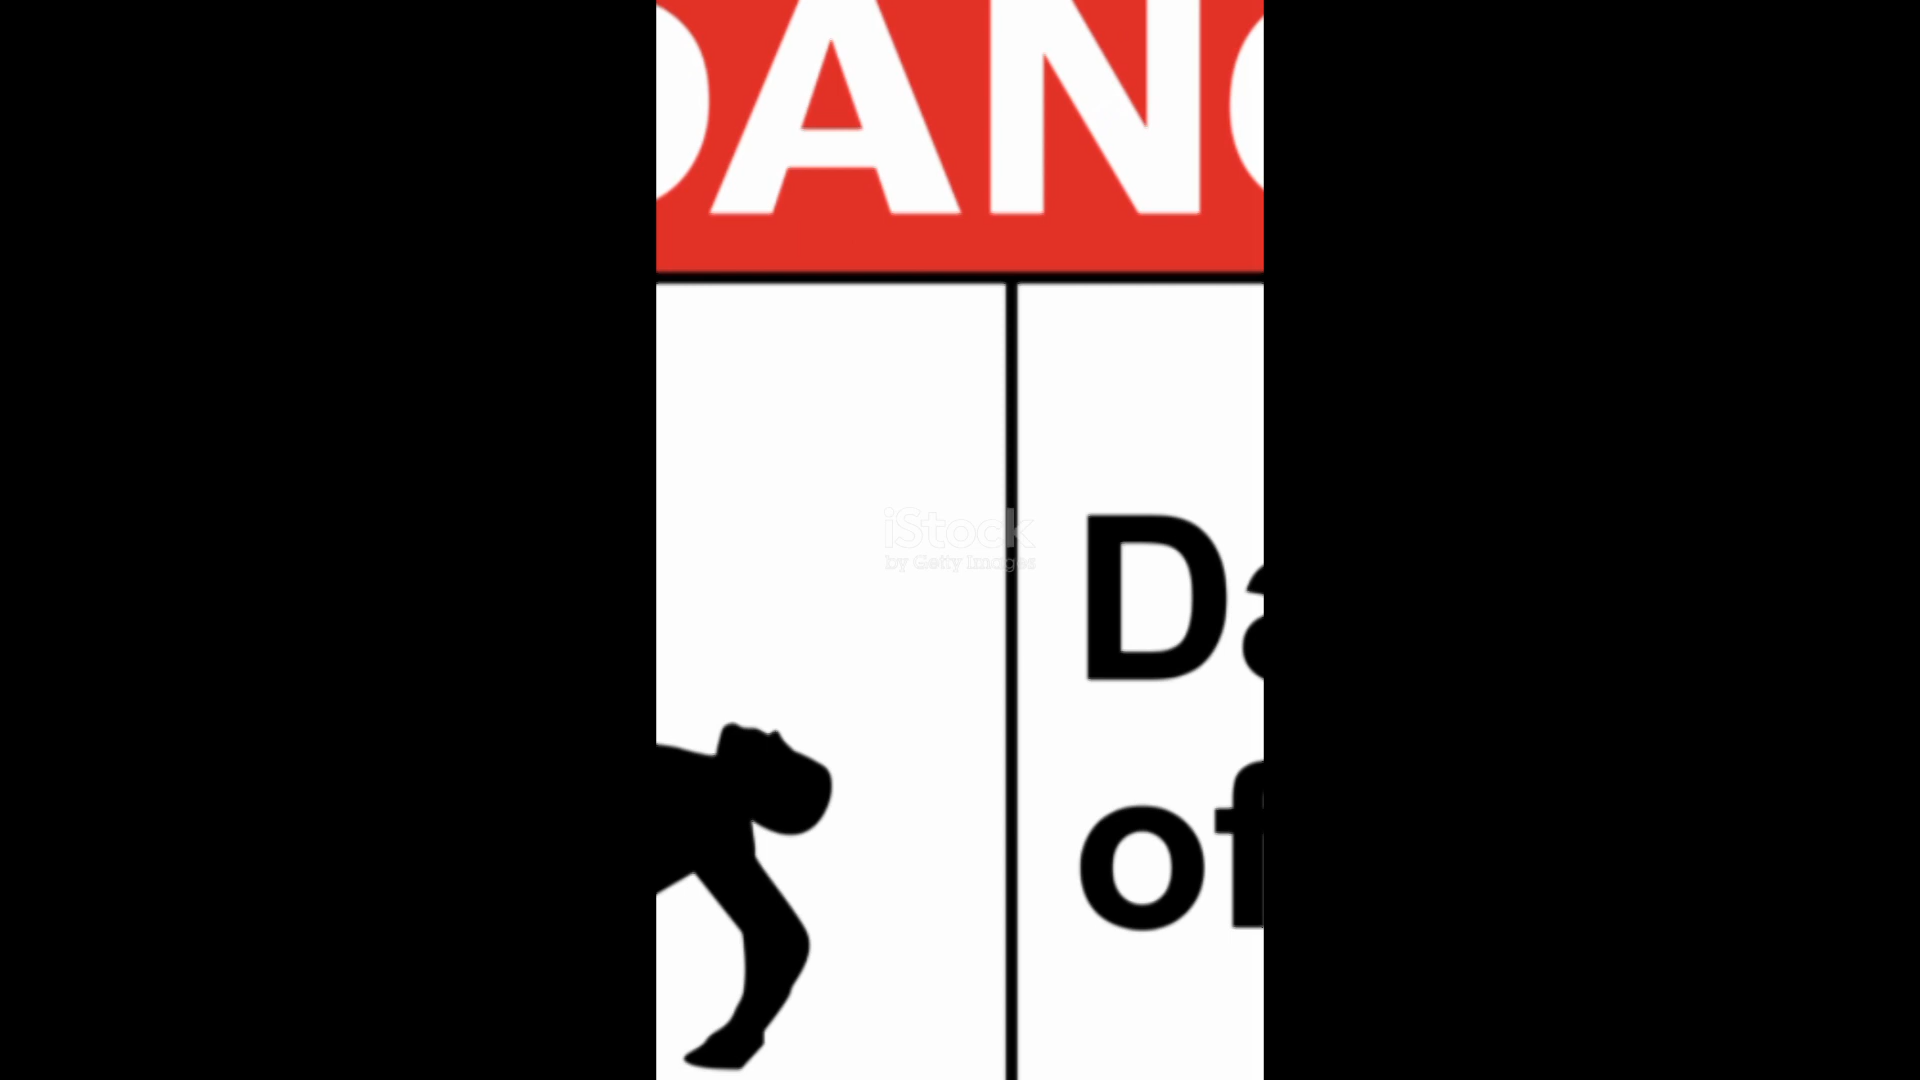 DANG
iStock
by Getty Images
Da
of